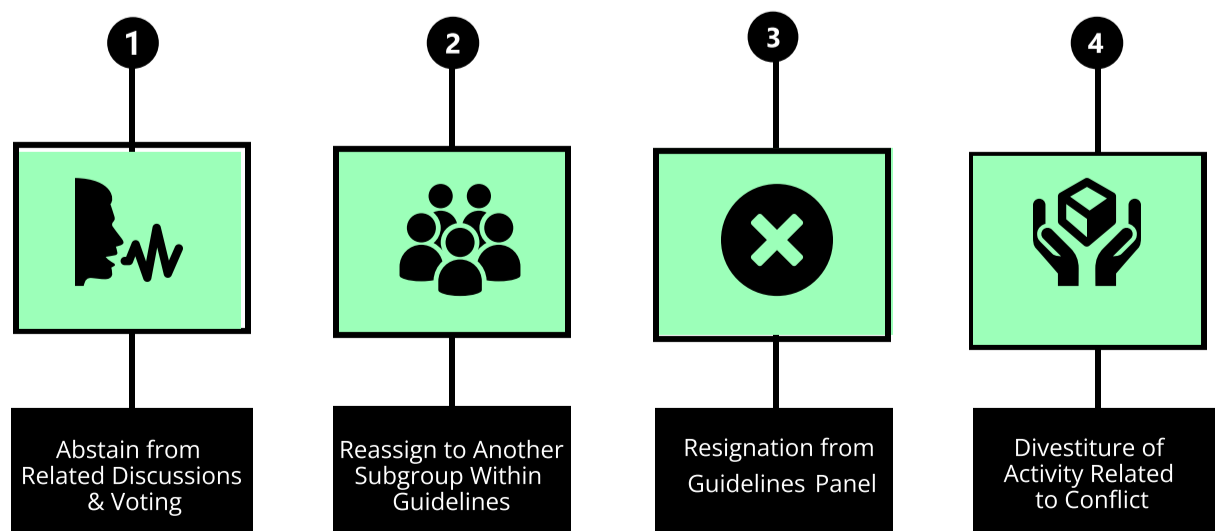 1
Abstain from
Related Discussions
& Voting
2
Reassign to Another
Subgroup Within
Guidelines
3
Resignation from
Guidelines Panel
4
Divestiture of
Activity Related
to Conflict